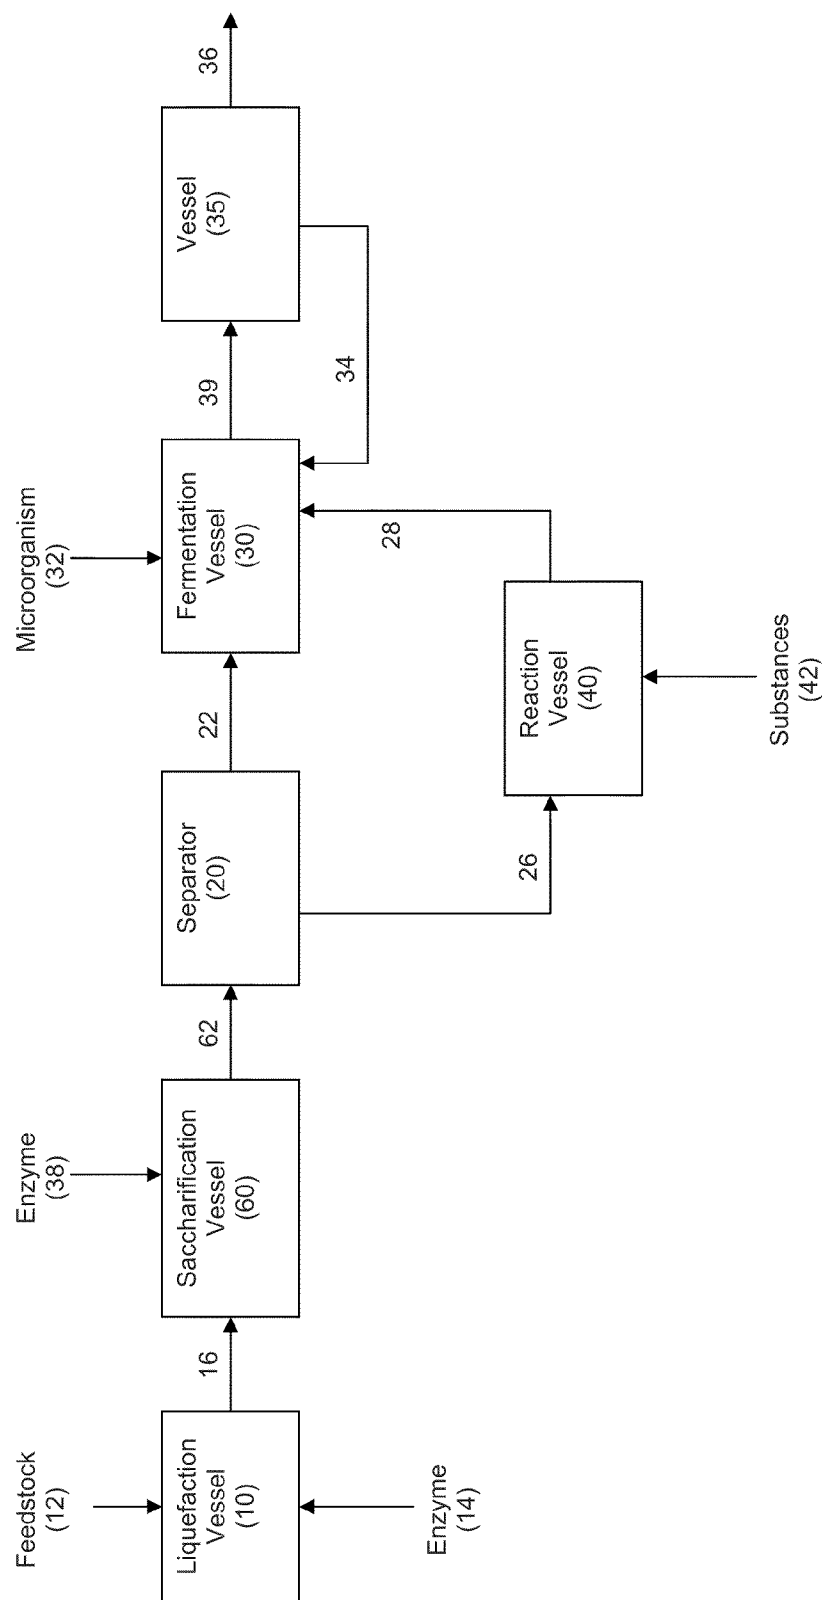 Feedstock
(12)
Liquefaction
Vessel
(10)
Enzyme
(14)
16
Enzyme
(38)
Saccharification
Vessel
(60)
62
Separator
(20)
22
26
Microorganism
(32)
Fermentation
Vessel
(30)
Reaction
Vessel
(40)
Substances
(42)
28
39
34
Vessel
(35)
36